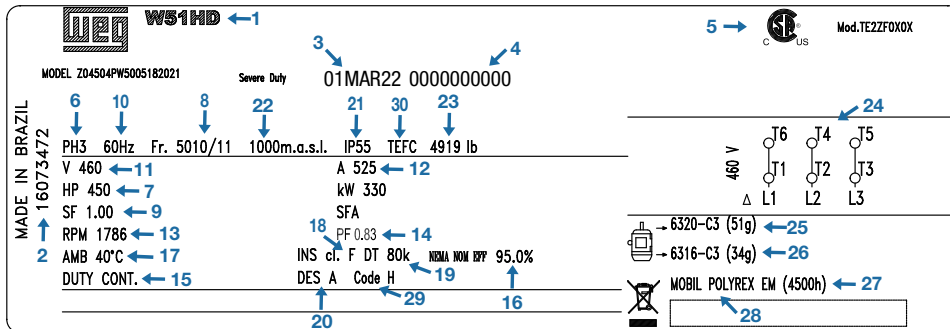 weg W51HD 1
3 4 5 C SA US Mod.TE2ZF0X0X
MODEL Z04504PW5005182021 Severe Duty 01MAR22 0000000000
6 10 8 22 21 30 23 24
MADE IN BRAZIL
16073472
2
PH3 60Hz Fr. 5010/11 1000m.a.s.l. IP55 TEFC 4919 lb
V 460 11 A 525 12
HP 450 7 kW 330
SF 1.00 9 SFA
RPM 1786 13 PF 0.83 14
AMB 40°C 17 INS cl. F DT 80k NEMA NOM EFF 95.0%
18 19 16
DUTY CONT. 15 DES A Code H
20 29
460 V
T6 T4 T5
T1 T2 T3
Δ L1 L2 L3
6320-C3 (51g) 25
6316-C3 (34g) 26
MOBIL POLYREX EM (4500h) 27
28